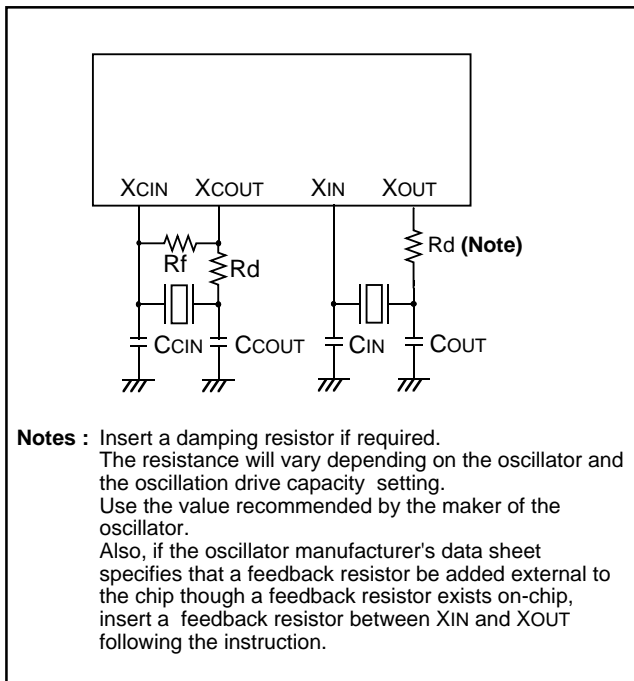 XCIN XCOUT XIN XOUT
Rf Rd Rd (Note)
CCIN CCOUT CIN COUT
Notes : Insert a damping resistor if required.
The resistance will vary depending on the oscillator and
the oscillation drive capacity setting.
Use the value recommended by the maker of the
oscillator.
Also, if the oscillator manufacturer's data sheet
specifies that a feedback resistor be added external to
the chip though a feedback resistor exists on-chip,
insert a feedback resistor between XIN and XOUT
following the instruction.